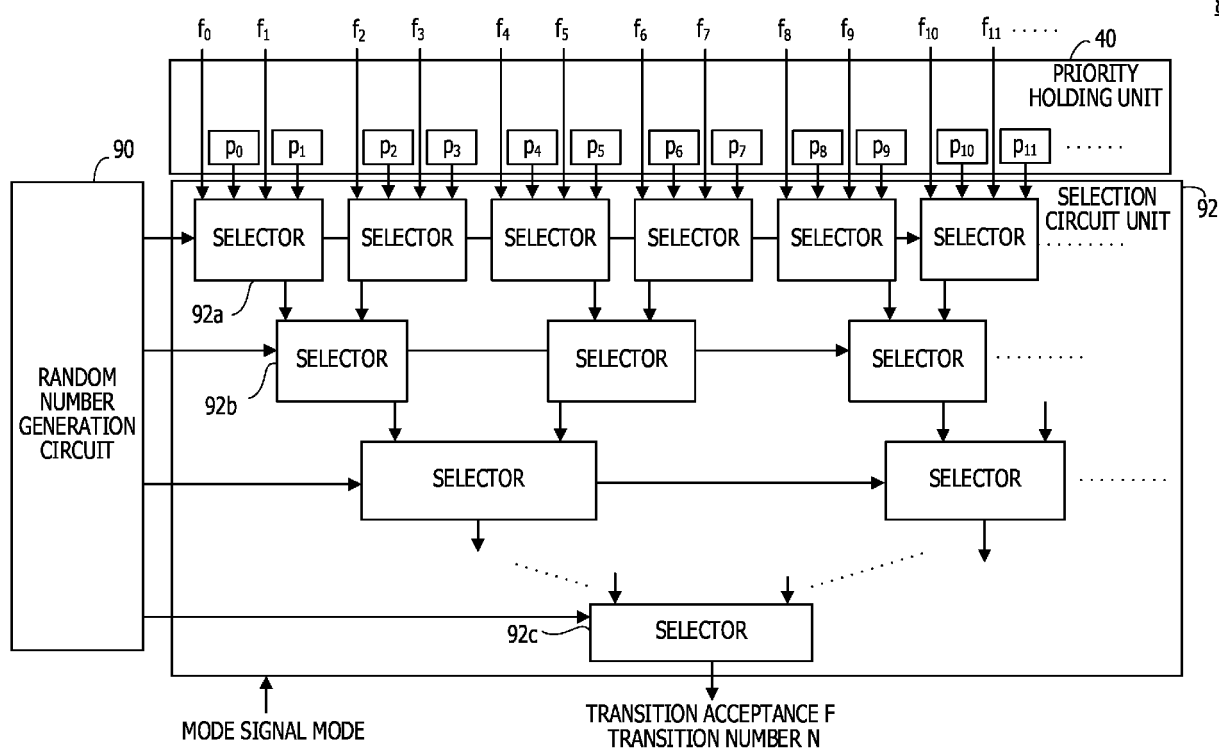 f₀ f₁ f₂ f₃ f₄ f₅ f₆ f₇ f₈ f₉ f₁₀ f₁₁ ·····
40
PRIORITY
HOLDING UNIT
p₀ p₁ p₂ p₃ p₄ p₅ p₆ p₇ p₈ p₉ p₁₀ p₁₁ ······
90
92
SELECTION
CIRCUIT UNIT
SELECTOR SELECTOR SELECTOR SELECTOR SELECTOR SELECTOR ··········
92a
SELECTOR SELECTOR SELECTOR ··········
92b
RANDOM
NUMBER
GENERATION
CIRCUIT
SELECTOR SELECTOR ··········
SELECTOR
92c
MODE SIGNAL MODE
TRANSITION ACCEPTANCE F
TRANSITION NUMBER N